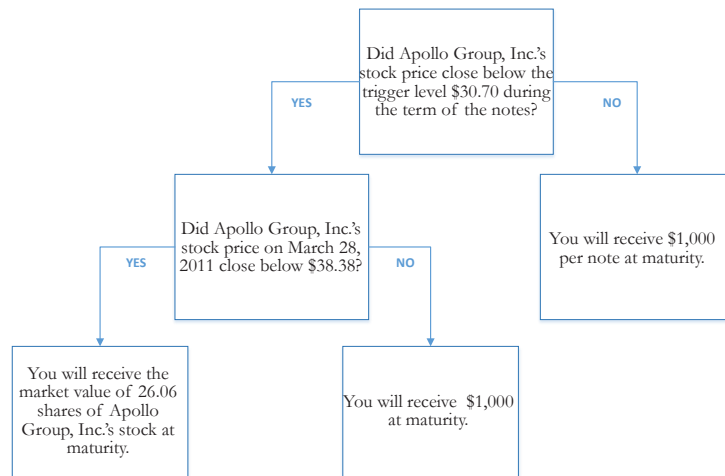 Did Apollo Group, Inc.'s
stock price close below the
trigger level $30.70 during
the term of the notes?
YES
NO
Did Apollo Group, Inc.'s
stock price on March 28,
2011 close below $38.38?
You will receive $1,000
per note at maturity.
YES
NO
You will receive the
market value of 26.06
shares of Apollo
Group, Inc.'s stock at
maturity.
You will receive $1,000
at maturity.